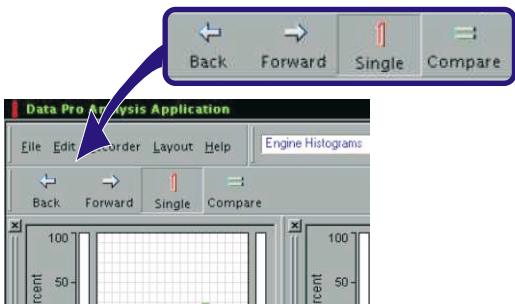 Back Forward Single Compare
Data Pro Analysis Application
File Edit Recorder Layout Help Engine Histograms
Back Forward Single Compare
100 100
50 50